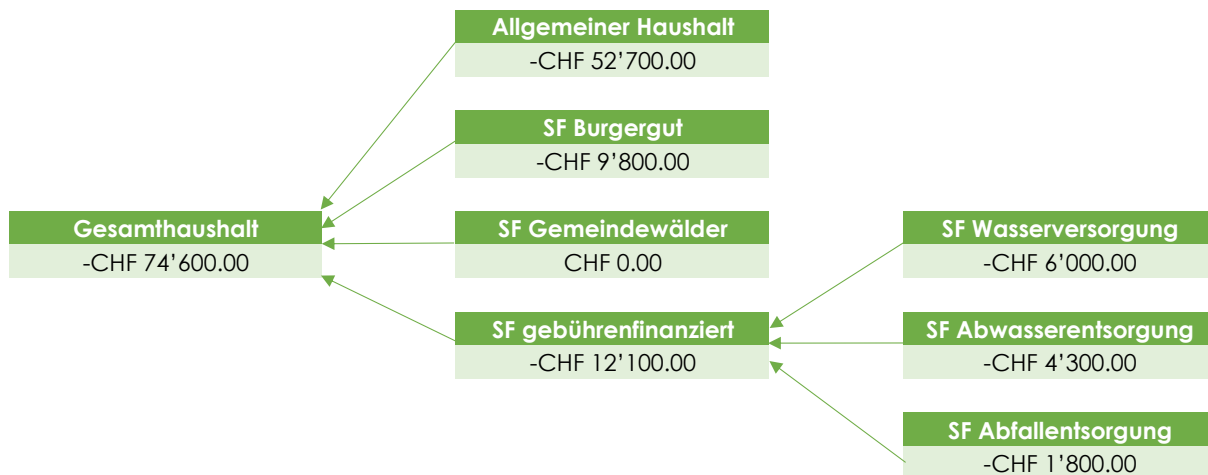 Allgemeiner Haushalt
-CHF 52’700.00
SF Burgergut
-CHF 9’800.00
Gesamthaushalt
-CHF 74’600.00
SF Gemeindewälder
CHF 0.00
SF Wasserversorgung
-CHF 6’000.00
SF gebührenfinanziert
-CHF 12’100.00
SF Abwasserentsorgung
-CHF 4’300.00
SF Abfallentsorgung
-CHF 1’800.00